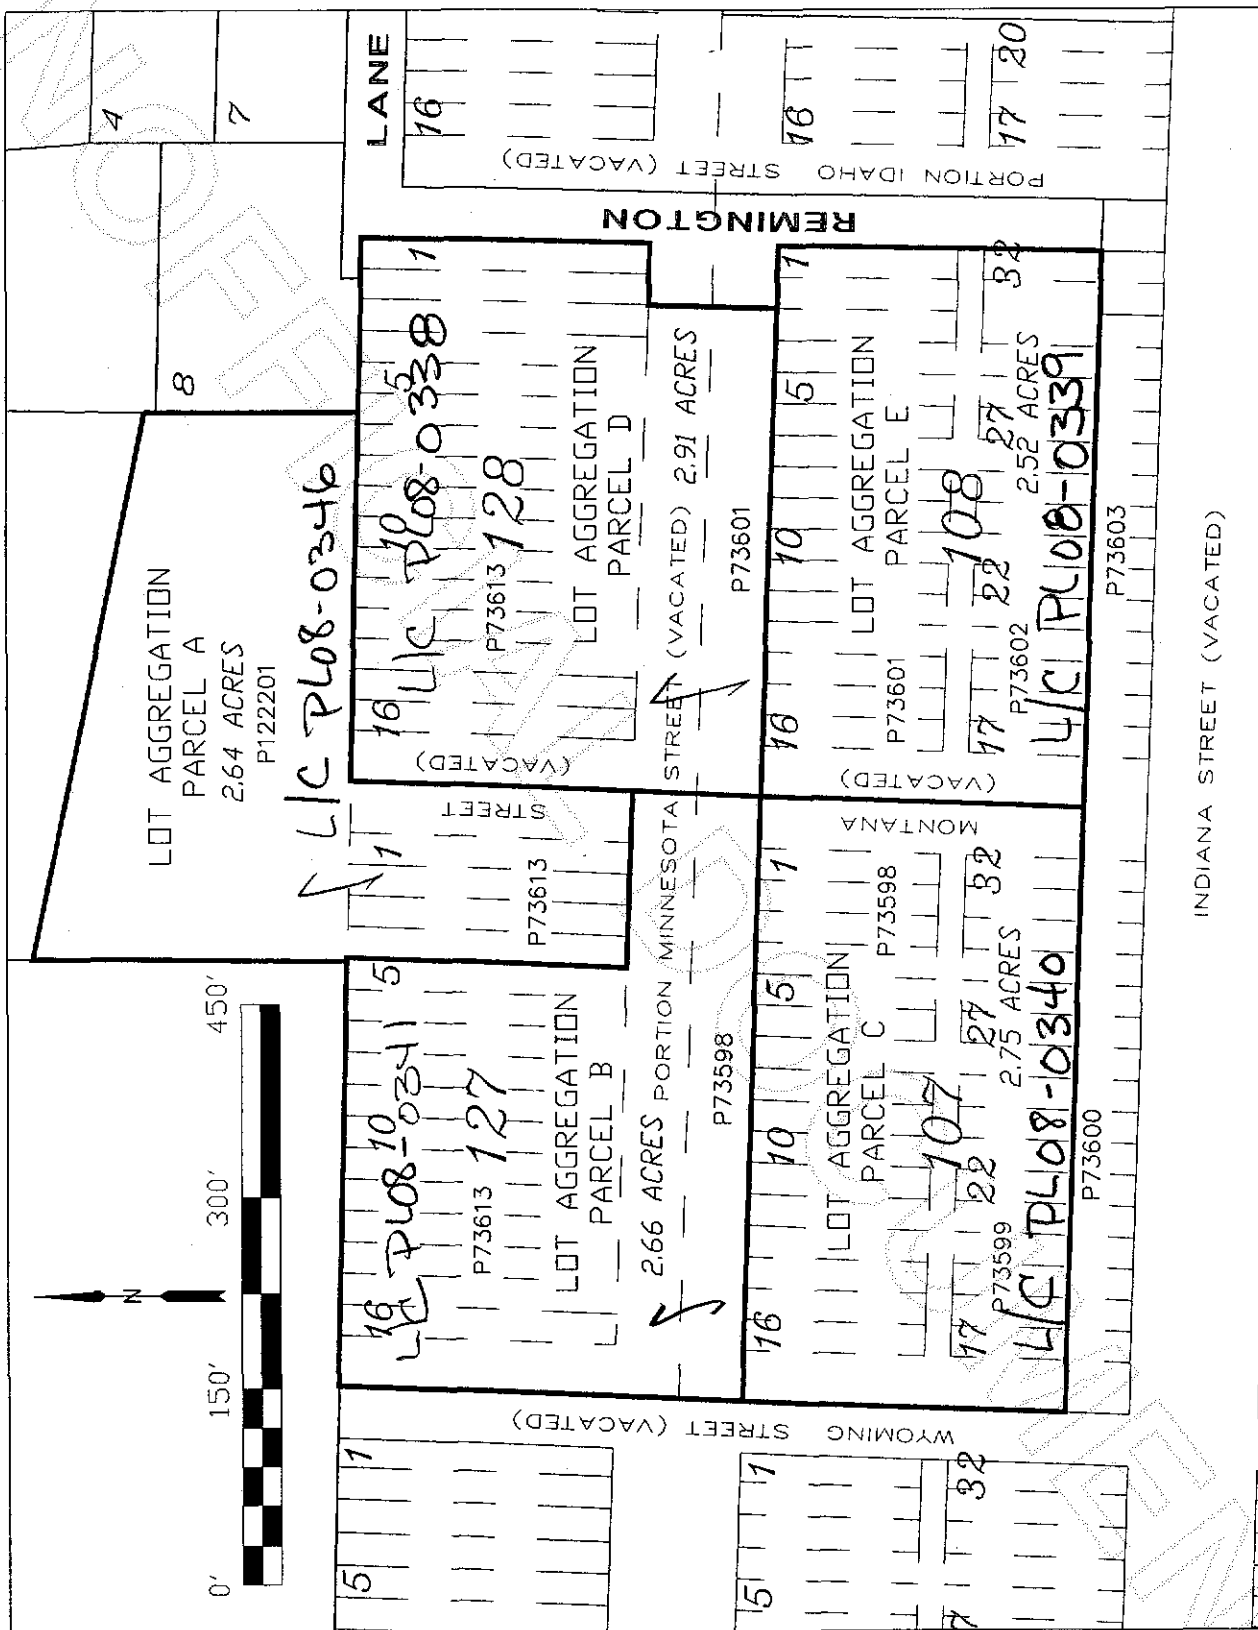 4
7
8
LANE
16
16
17
20
PORTION IDAHO STREET (VACATED)
REMINGTON
LOT AGGREGATION
PARCEL A
2.64 ACRES
P122201
L/C PL08-0346
1
5
10
16
L/C PL08-0338
P73613
128
LOT AGGREGATION
PARCEL D
2.91 ACRES
P73601
(VACATED)
STREET
1
P73613
PORTION MINNESOTA STREET (VACATED)
1
5
10
16
LOT AGGREGATION
PARCEL E
P73601
108
17
22
27
32
2.52 ACRES
P73602
L/C PL08-0339
P73603
(VACATED)
MONTANA
5
10
16
L/C PL08-0341
P73613
127
LOT AGGREGATION
PARCEL B
2.66 ACRES
P73598
1
5
10
16
LOT AGGREGATION
PARCEL C
P73598
107
17
22
27
32
2.75 ACRES
P73599
L/C PL08-0340
P73600
INDIANA STREET (VACATED)
WYOMING STREET (VACATED)
1
5
1
5
32
N
0'
150'
300'
450'